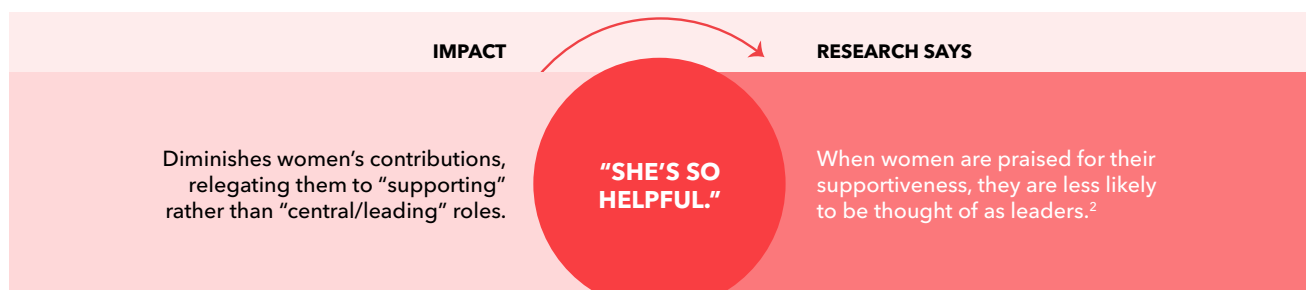 IMPACT
RESEARCH SAYS
Diminishes women’s contributions,
relegating them to “supporting”
rather than “central/leading” roles.
“SHE’S SO
HELPFUL.”
When women are praised for their
supportiveness, they are less likely
to be thought of as leaders.²